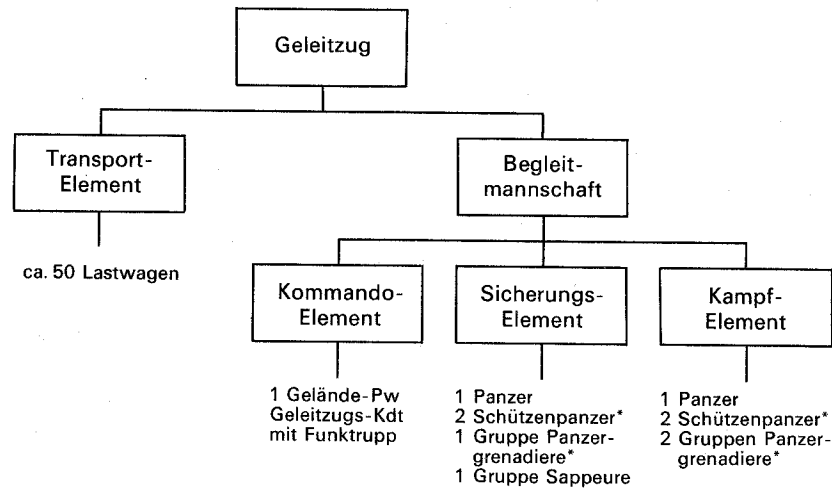 Geleitzug
Transport-
Element
Begleit-
mannschaft
ca. 50 Lastwagen
Kommando-
Element
Sicherungs-
Element
Kampf-
Element
1 Gelände-Pw
Geleitzugs-Kdt
mit Funktrupp
1 Panzer
2 Schützenpanzer*
1 Gruppe Panzer-
grenadiere*
1 Gruppe Sappeure
1 Panzer
2 Schützenpanzer*
2 Gruppen Panzer-
grenadiere*